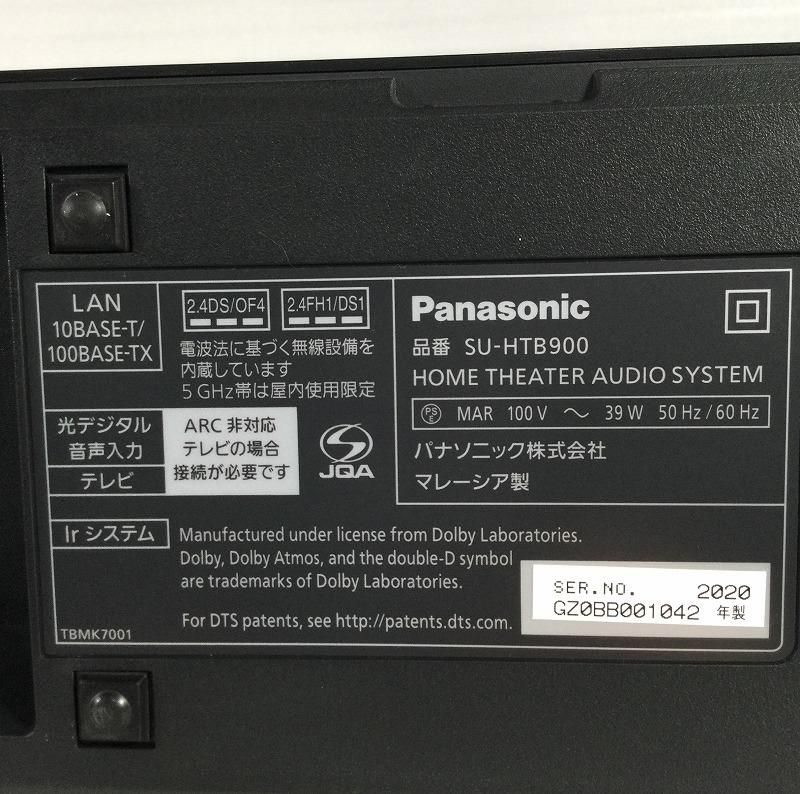 LAN
10BASE-T/
100BASE-TX
2.4DS/OF4
2.4FH1/DS1
電波法に基づく無線設備を
内蔵しています
5 GHz帯は屋内使用限定
光デジタル
音声入力
テレビ
ARC 非対応
テレビの場合
接続が必要です
JQA
Irシステム
Panasonic
品番 SU-HTB900
HOME THEATER AUDIO SYSTEM
PS
E MAR 100 V ～ 39 W 50 Hz / 60 Hz
パナソニック株式会社
マレーシア製
Manufactured under license from Dolby Laboratories.
Dolby, Dolby Atmos, and the double-D symbol
are trademarks of Dolby Laboratories.
For DTS patents, see http://patents.dts.com.
TBMK7001
SER.NO. 2020
GZ0BB001042 年製